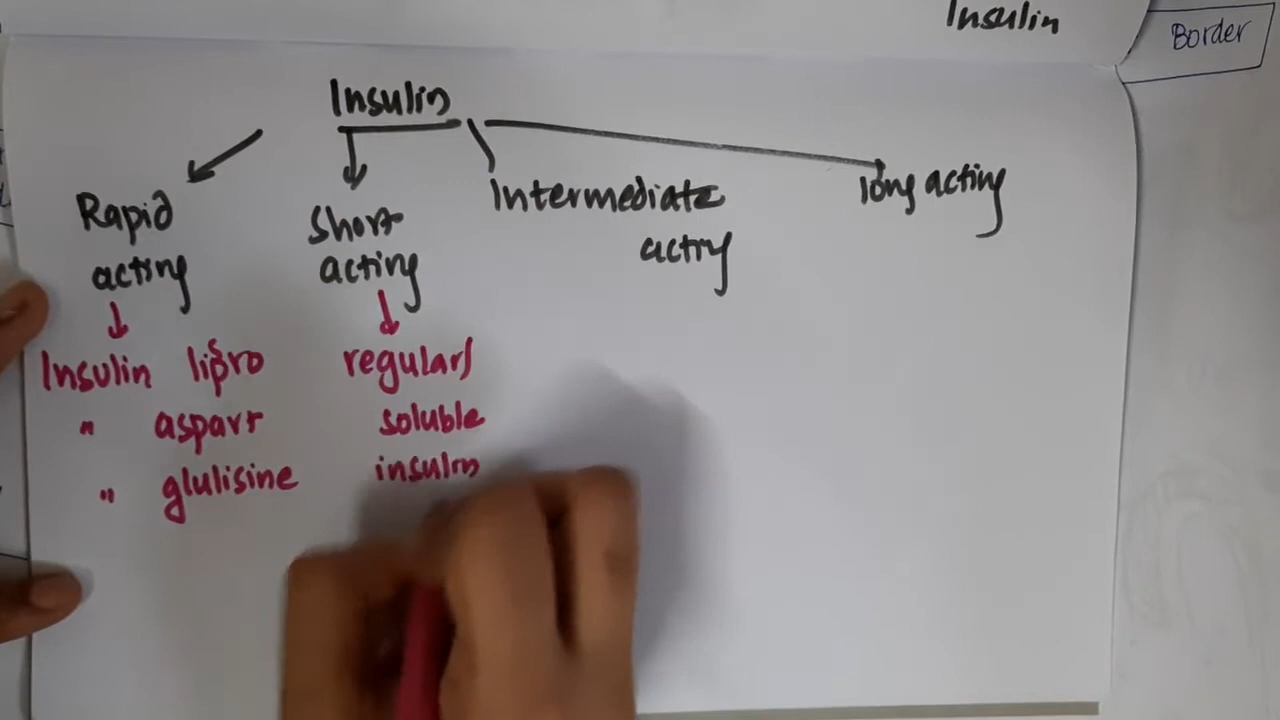 Insulin
Border
Insulin
Rapid
acting
Short
acting
Intermediate
acting
long acting
Insulin lispro
" aspart
" glulisine
regular/
soluble
insulin